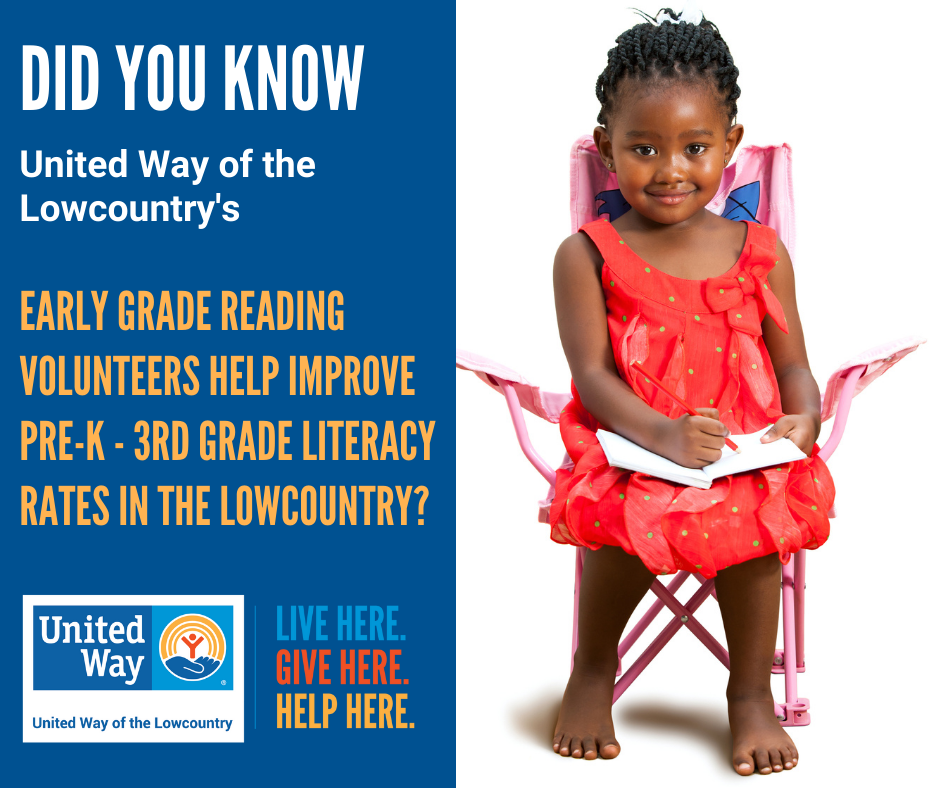 DID YOU KNOW
United Way of the
Lowcountry's
EARLY GRADE READING
VOLUNTEERS HELP IMPROVE
PRE-K - 3RD GRADE LITERACY
RATES IN THE LOWCOUNTRY?
United
Way
®
United Way of the Lowcountry
LIVE HERE.
GIVE HERE.
HELP HERE.